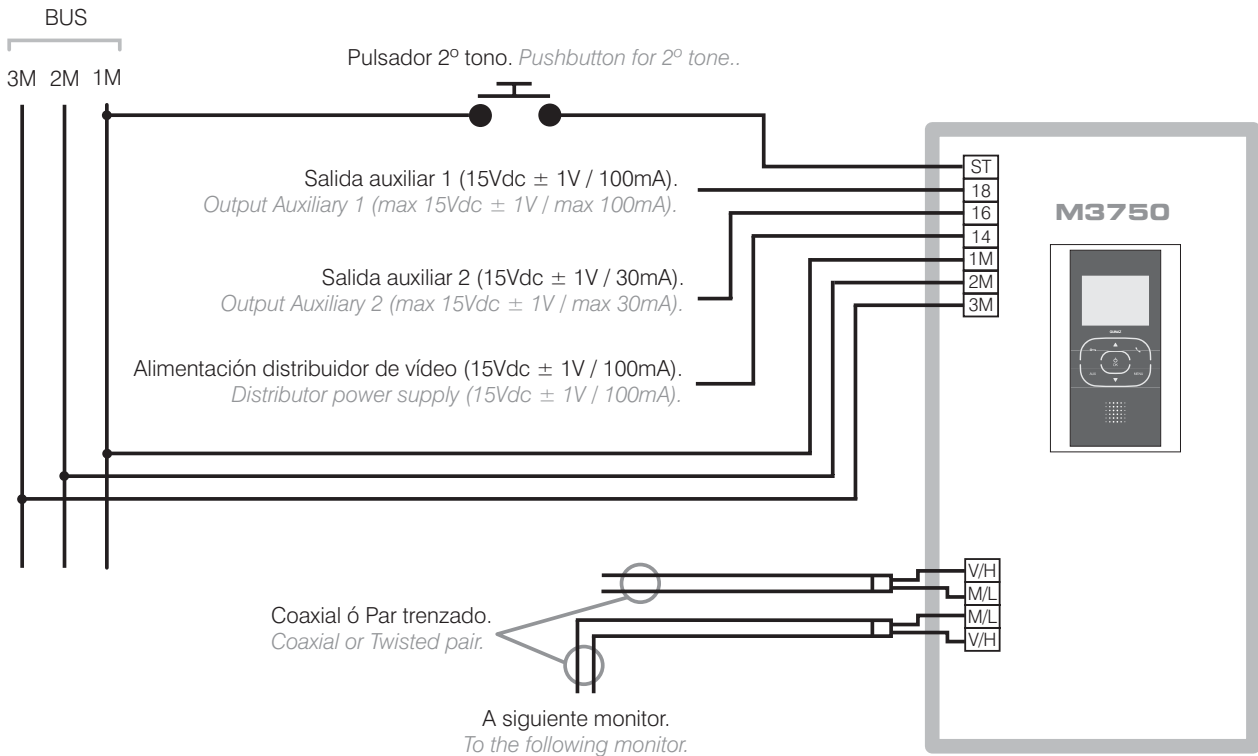 BUS
3M 2M 1M
Pulsador 2º tono. Pushbutton for 2º tone..
Salida auxiliar 1 (15Vdc ± 1V / 100mA).
Output Auxiliary 1 (max 15Vdc ± 1V / max 100mA).
Salida auxiliar 2 (15Vdc ± 1V / 30mA).
Output Auxiliary 2 (max 15Vdc ± 1V / max 30mA).
Alimentación distribuidor de vídeo (15Vdc ± 1V / 100mA).
Distributor power supply (15Vdc ± 1V / 100mA).
ST
18
16
14
1M
2M
3M
M3750
V/H
M/L
M/L
V/H
Coaxial ó Par trenzado.
Coaxial or Twisted pair.
A siguiente monitor.
To the following monitor.